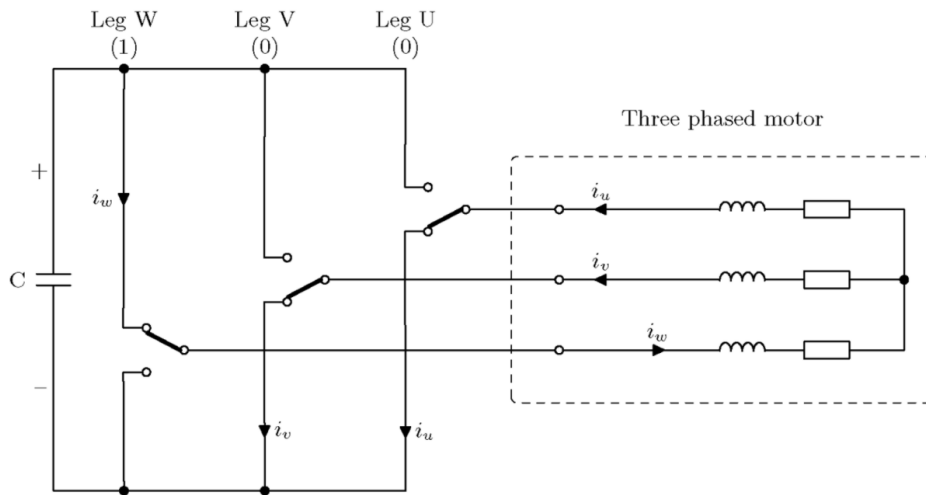 Leg W
(1)
Leg V
(0)
Leg U
(0)
Three phased motor
+
C
−
i_w
i_u
i_v
i_w
i_v
i_u